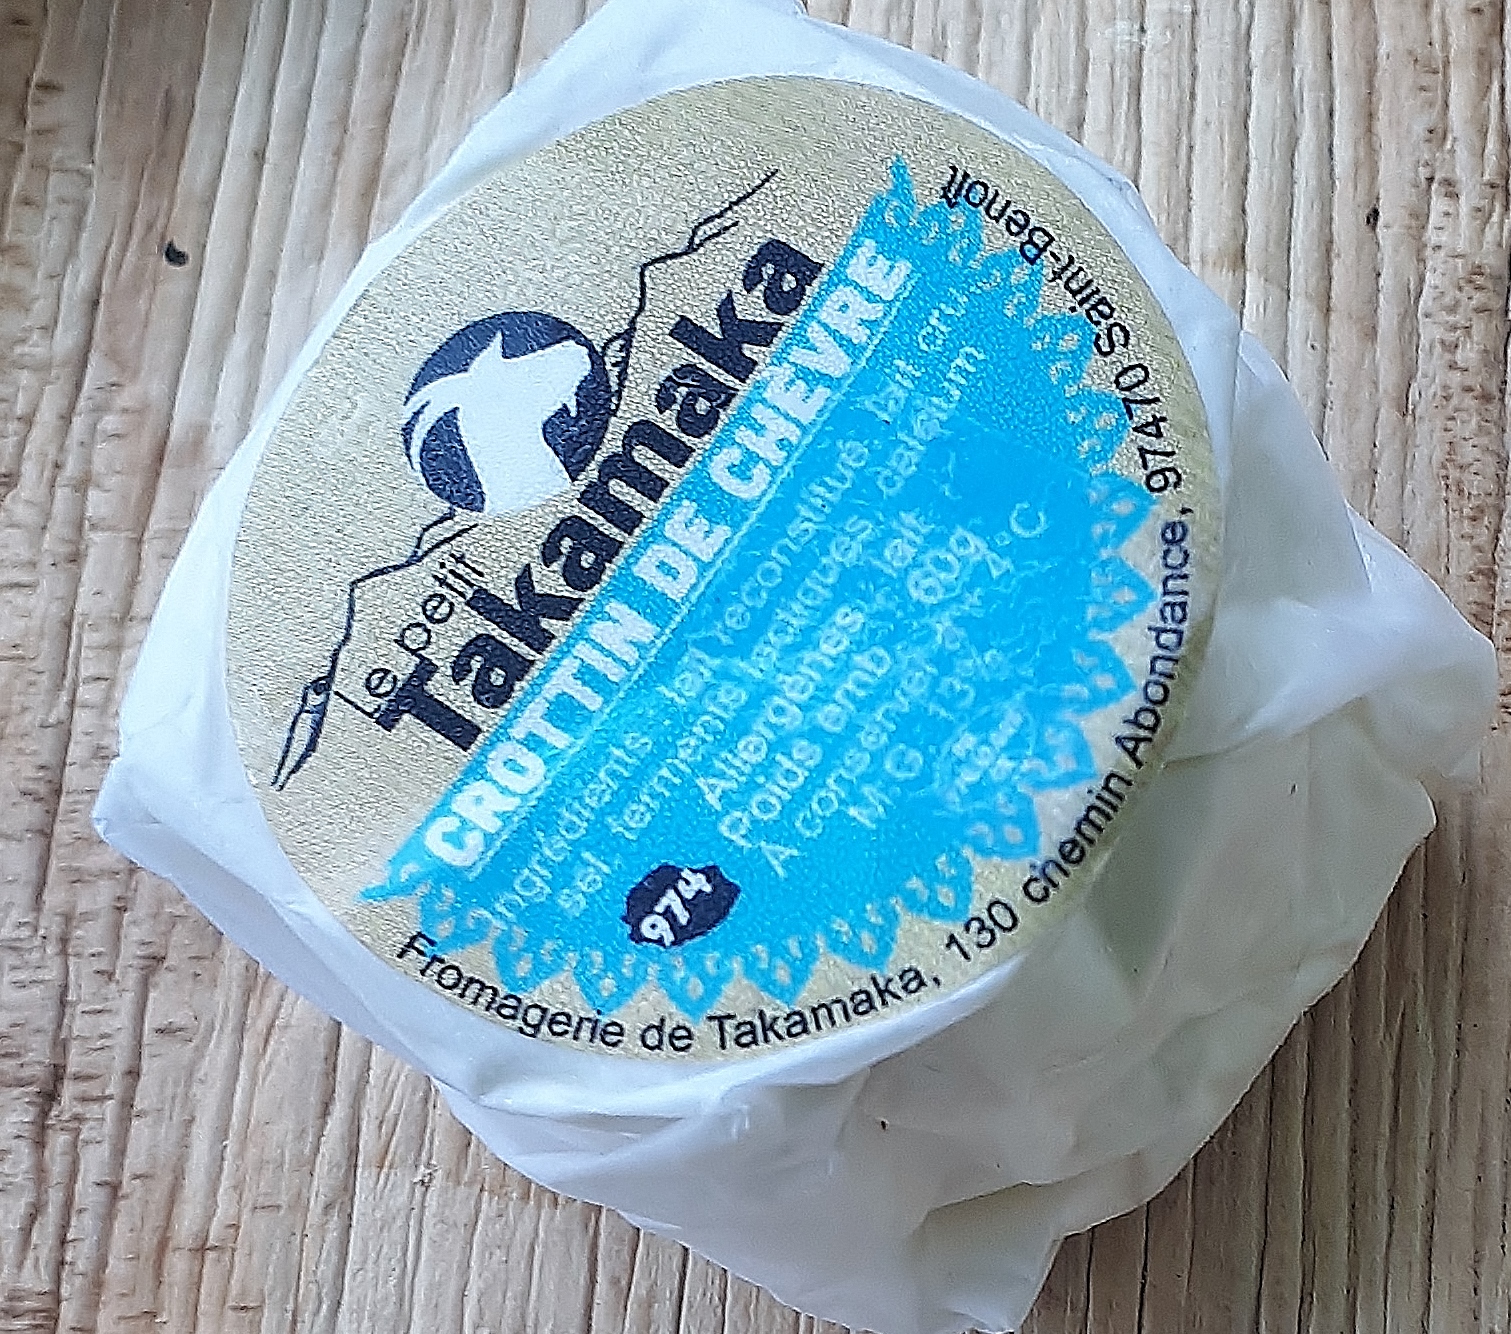 Le petit
Takamaka
CROTTIN DE CHEVRE
Ingrédients lait reconstitué, lait cru,
sel, ferments lactiques, calcium
Allergènes : lait
Poids emb 60g
A conserver à 4°C
M G 13%
974
Fromagerie de Takamaka, 130 chemin Abondance, 97470 Saint-Benoît